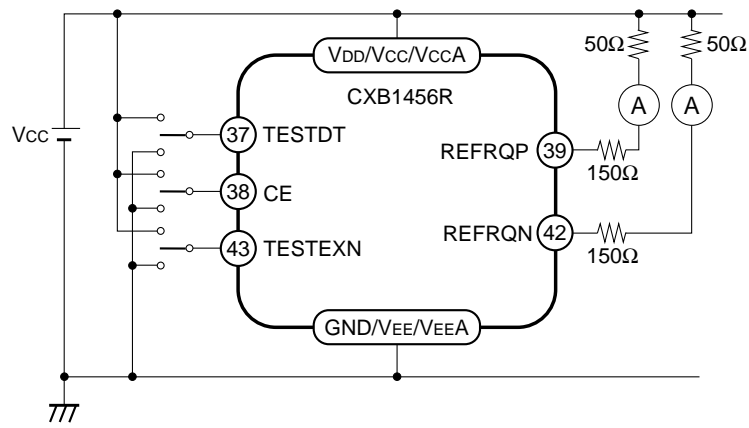 50Ω
50Ω
VDD/VCC/VCCA
CXB1456R
A
A
VCC
37 TESTDT
REFRQP 39
150Ω
38 CE
REFRQN 42
150Ω
43 TESTEXN
GND/VEE/VEEA